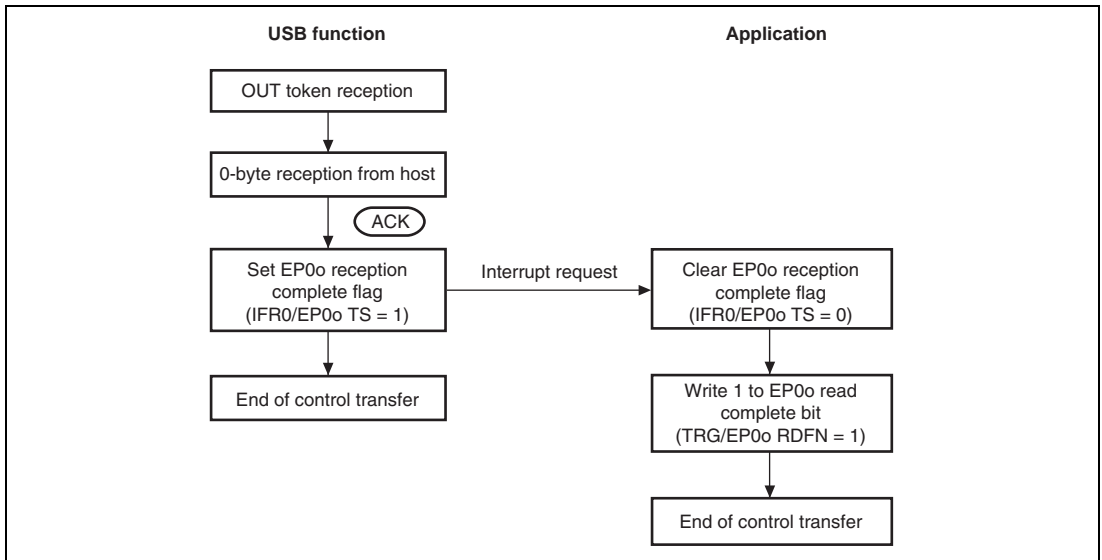 USB function
Application
OUT token reception
0-byte reception from host
ACK
Set EP0o reception
complete flag
(IFR0/EP0o TS = 1)
Interrupt request
Clear EP0o reception
complete flag
(IFR0/EP0o TS = 0)
End of control transfer
Write 1 to EP0o read
complete bit
(TRG/EP0o RDFN = 1)
End of control transfer